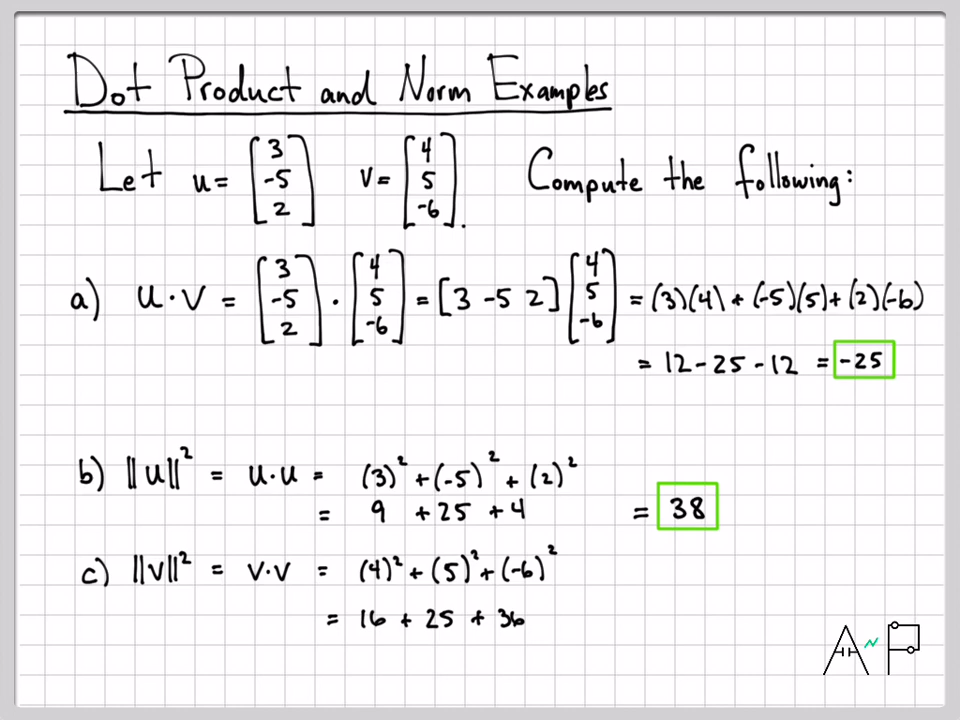 Dot Product and Norm Examples
Let u = [3 -5 2] v = [4 5 -6]. Compute the following:
a) u · v = [3 -5 2] · [4 5 -6] = [3 -5 2] [4 5 -6] = (3)(4) + (-5)(5) + (2)(-6)
= 12 - 25 - 12 = -25
b) ||u||² = u·u = (3)² + (-5)² + (2)²
= 9 + 25 + 4 = 38
c) ||v||² = v·v = (4)² + (5)² + (-6)²
= 16 + 25 + 36
AP